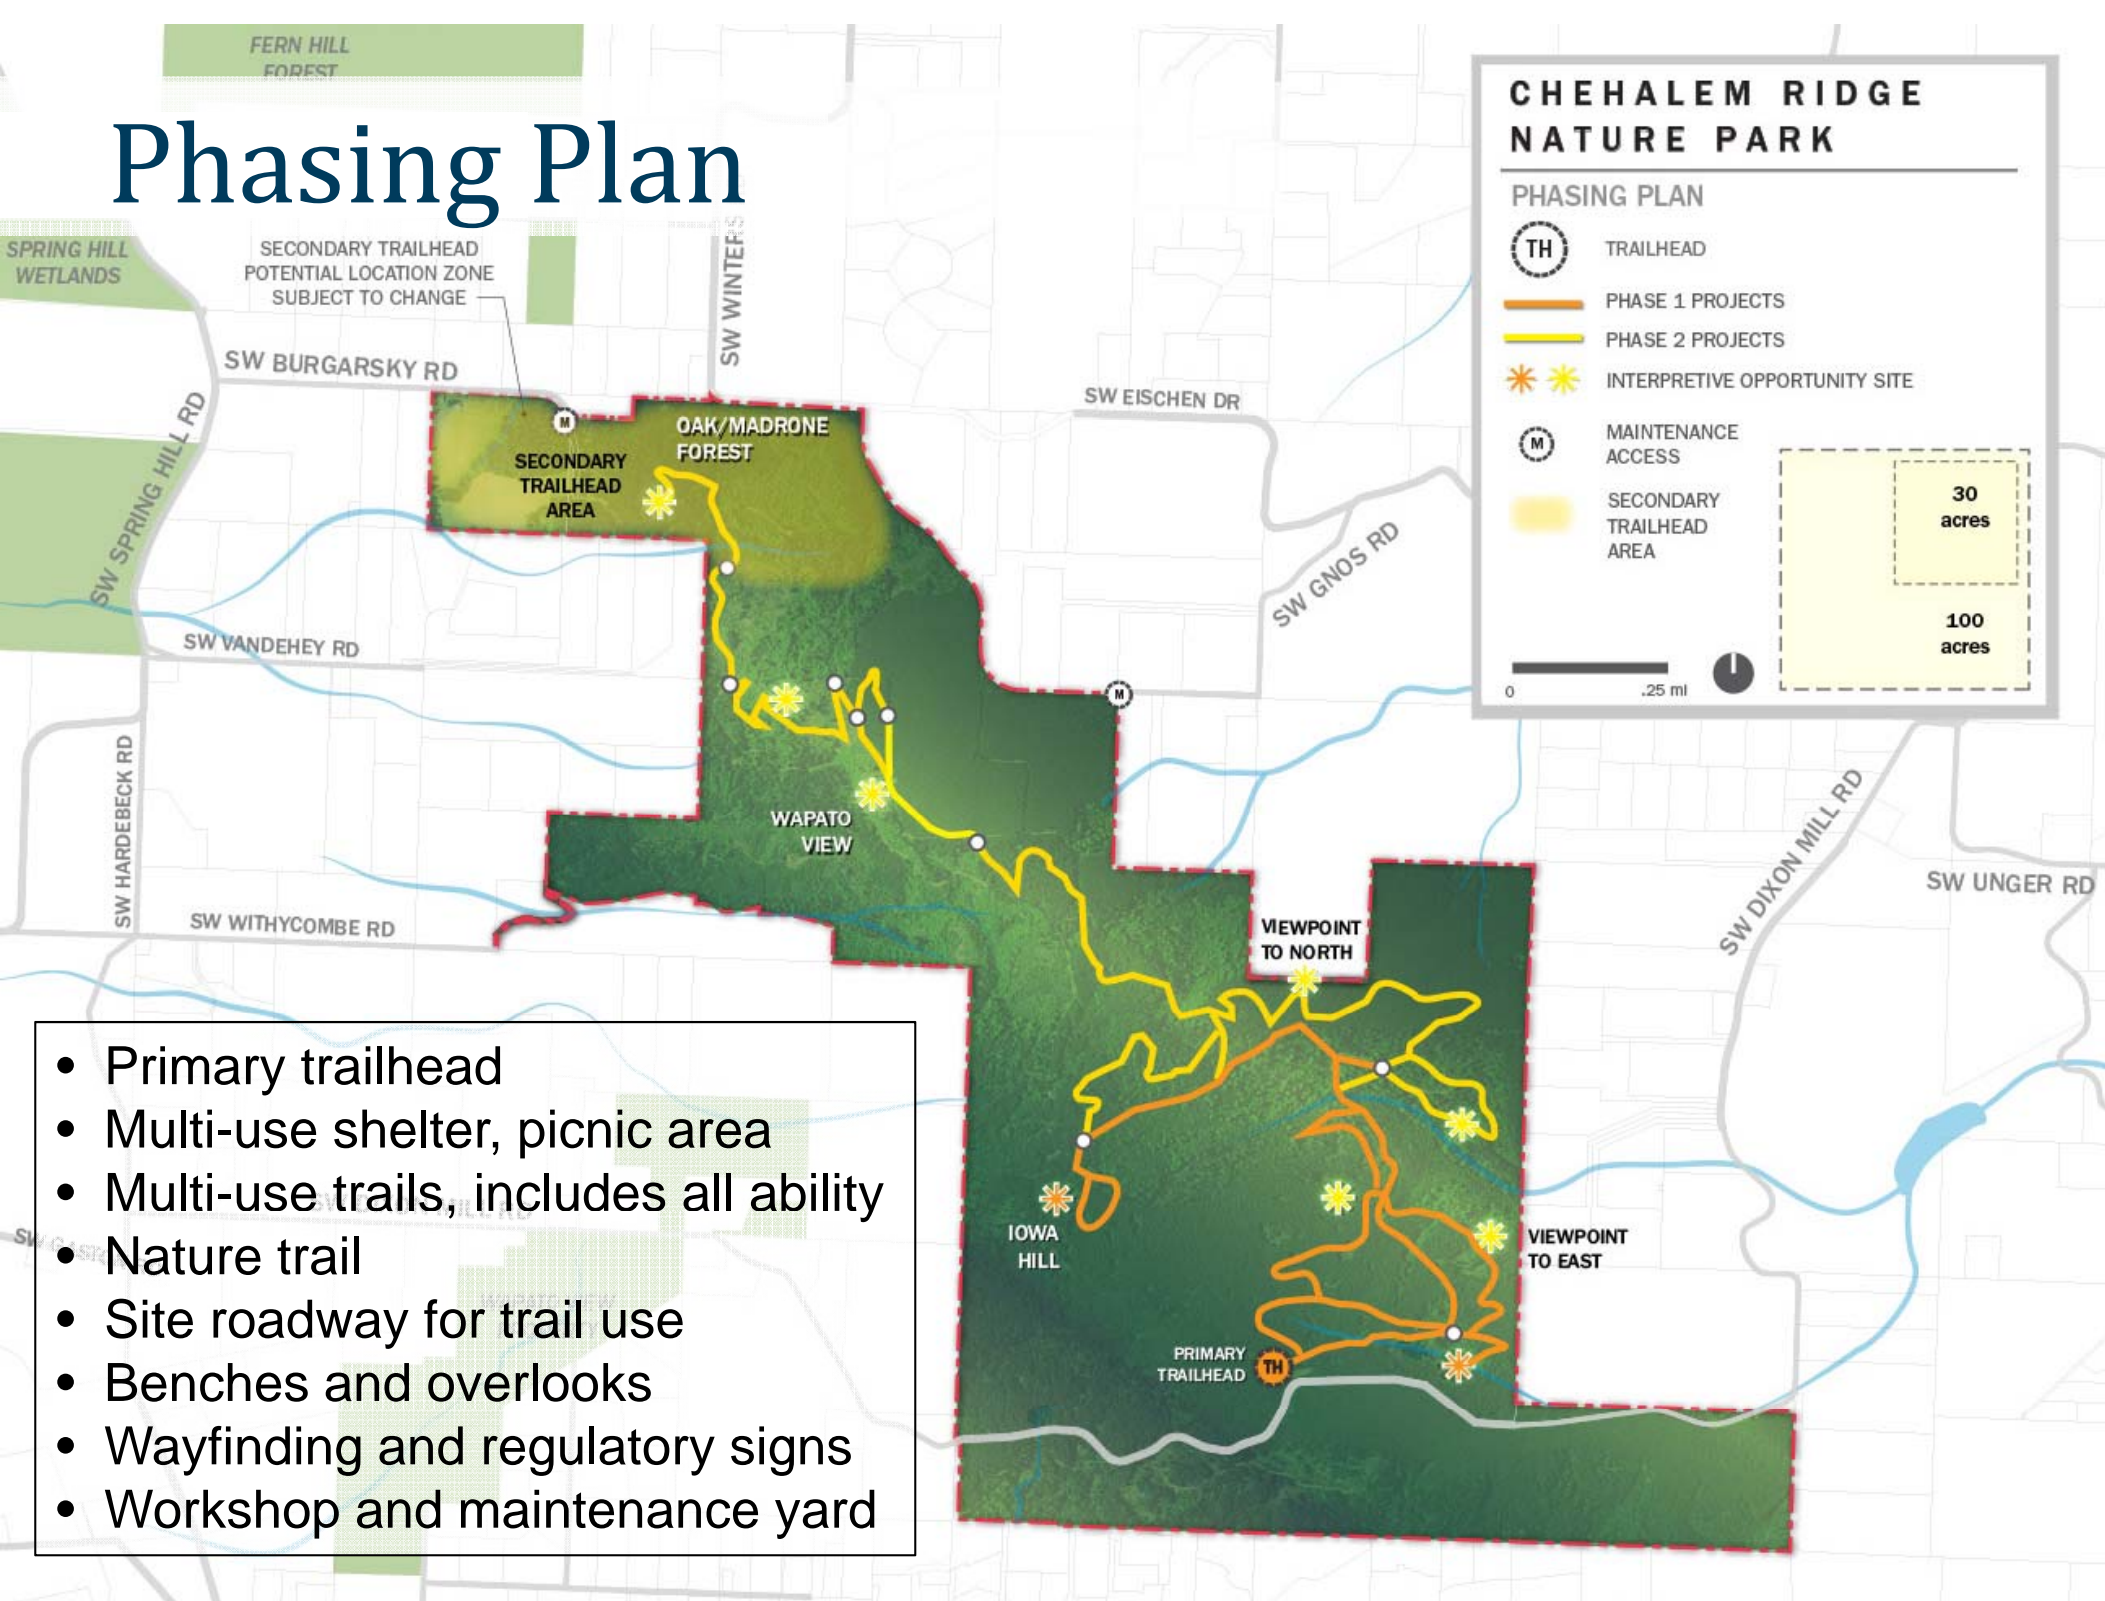 FERN HILL
FOREST
Phasing Plan
SPRING HILL
WETLANDS
SECONDARY TRAILHEAD
POTENTIAL LOCATION ZONE
SUBJECT TO CHANGE
SW WINTERS
SW BURGARSKY RD
SW SPRING HILL RD
SW EISCHEN DR
M
OAK/MADRONE
FOREST
SECONDARY
TRAILHEAD
AREA
SW GNOS RD
SW VANDEHEY RD
M
SW HARDEBECK RD
WAPATO
VIEW
SW DIXON MILL RD
SW UNGER RD
SW WITHYCOMBE RD
VIEWPOINT
TO NORTH
IOWA
HILL
VIEWPOINT
TO EAST
PRIMARY
TRAILHEAD
TH
CHEHALEM RIDGE
NATURE PARK
PHASING PLAN
TH TRAILHEAD
PHASE 1 PROJECTS
PHASE 2 PROJECTS
INTERPRETIVE OPPORTUNITY SITE
M MAINTENANCE
ACCESS
SECONDARY
TRAILHEAD
AREA
30
acres
100
acres
0 .25 mi
• Primary trailhead
• Multi-use shelter, picnic area
• Multi-use trails, includes all ability
• Nature trail
• Site roadway for trail use
• Benches and overlooks
• Wayfinding and regulatory signs
• Workshop and maintenance yard